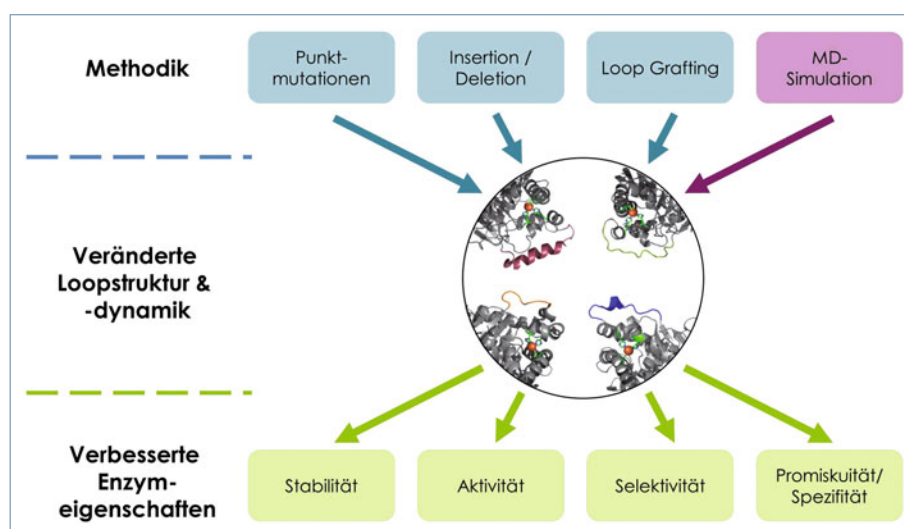 Methodik
Punkt-
mutationen
Insertion /
Deletion
Loop Grafting
MD-
Simulation
Veränderte
Loopstruktur &
-dynamik
Verbesserte
Enzym-
eigenschaften
Stabilität
Aktivität
Selektivität
Promiskuität/
Spezifität